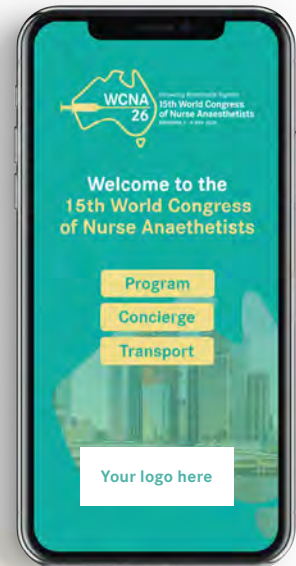 WCNA
26
15th World Congress
of Nurse Anaesthetists
Welcome to the
15th World Congress
of Nurse Anaethetists
Program
Concierge
Transport
Your logo here